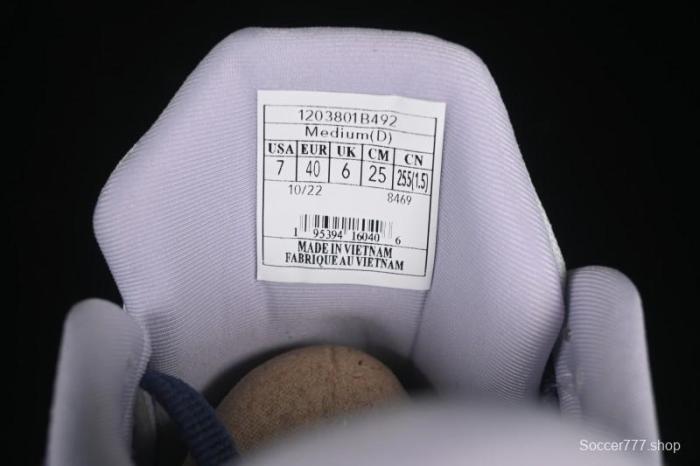 1203801B492
Medium(D)
USA EUR UK CM CN
7 40 6 25 255(1.5)
10/22 8469
1 95394 16040 6
MADE IN VIETNAM
FABRIQUE AU VIETNAM
Soccer777.shop